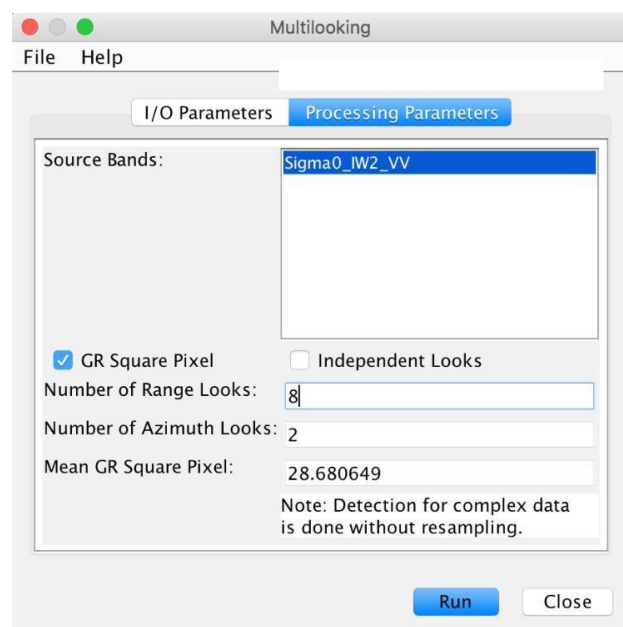 Multilooking
File Help
I/O Parameters Processing Parameters
Source Bands: Sigma0_IW2_VV
GR Square Pixel Independent Looks
Number of Range Looks: 8
Number of Azimuth Looks: 2
Mean GR Square Pixel: 28.680649
Note: Detection for complex data
is done without resampling.
Run Close